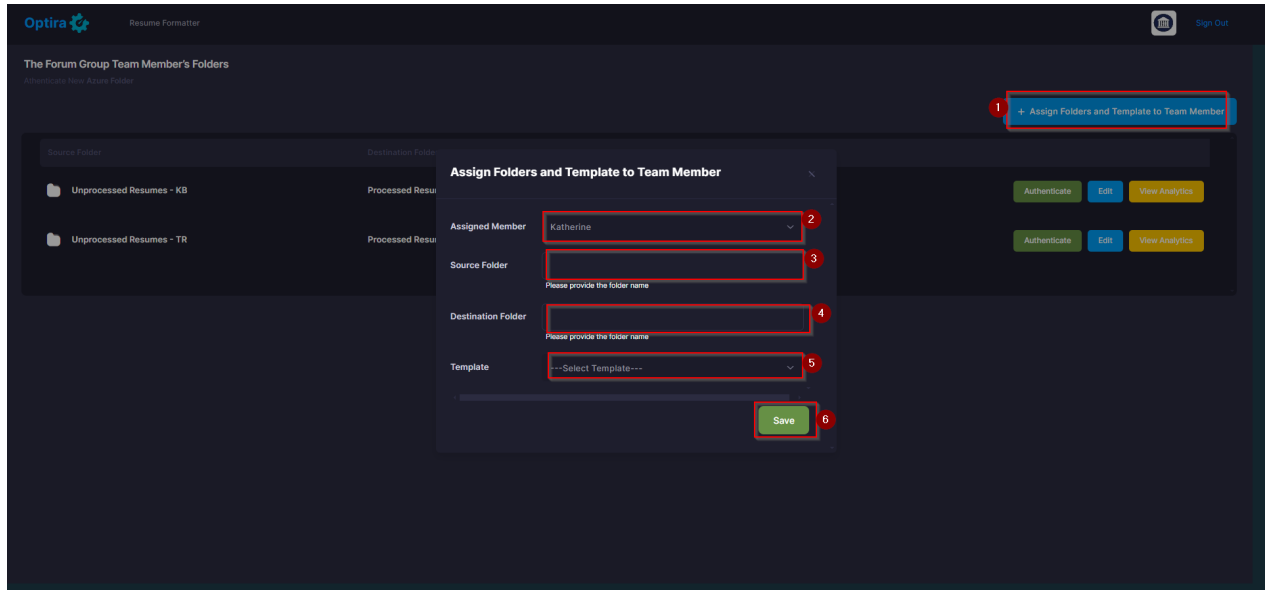 Optira
Resume Formatter
Sign Out
The Forum Group Team Member's Folders
Athenticate New Azure Folder
1
+ Assign Folders and Template to Team Member
Source Folder
Destination Folde
Assign Folders and Template to Team Member
Unprocessed Resumes - KB
Processed Resu
Authenticate
Edit
View Analytics
Assigned Member
Katherine
2
Unprocessed Resumes - TR
Processed Resu
Authenticate
Edit
View Analytics
Source Folder
3
Please provide the folder name
Destination Folder
4
Please provide the folder name
Template
---Select Template---
5
Save
6